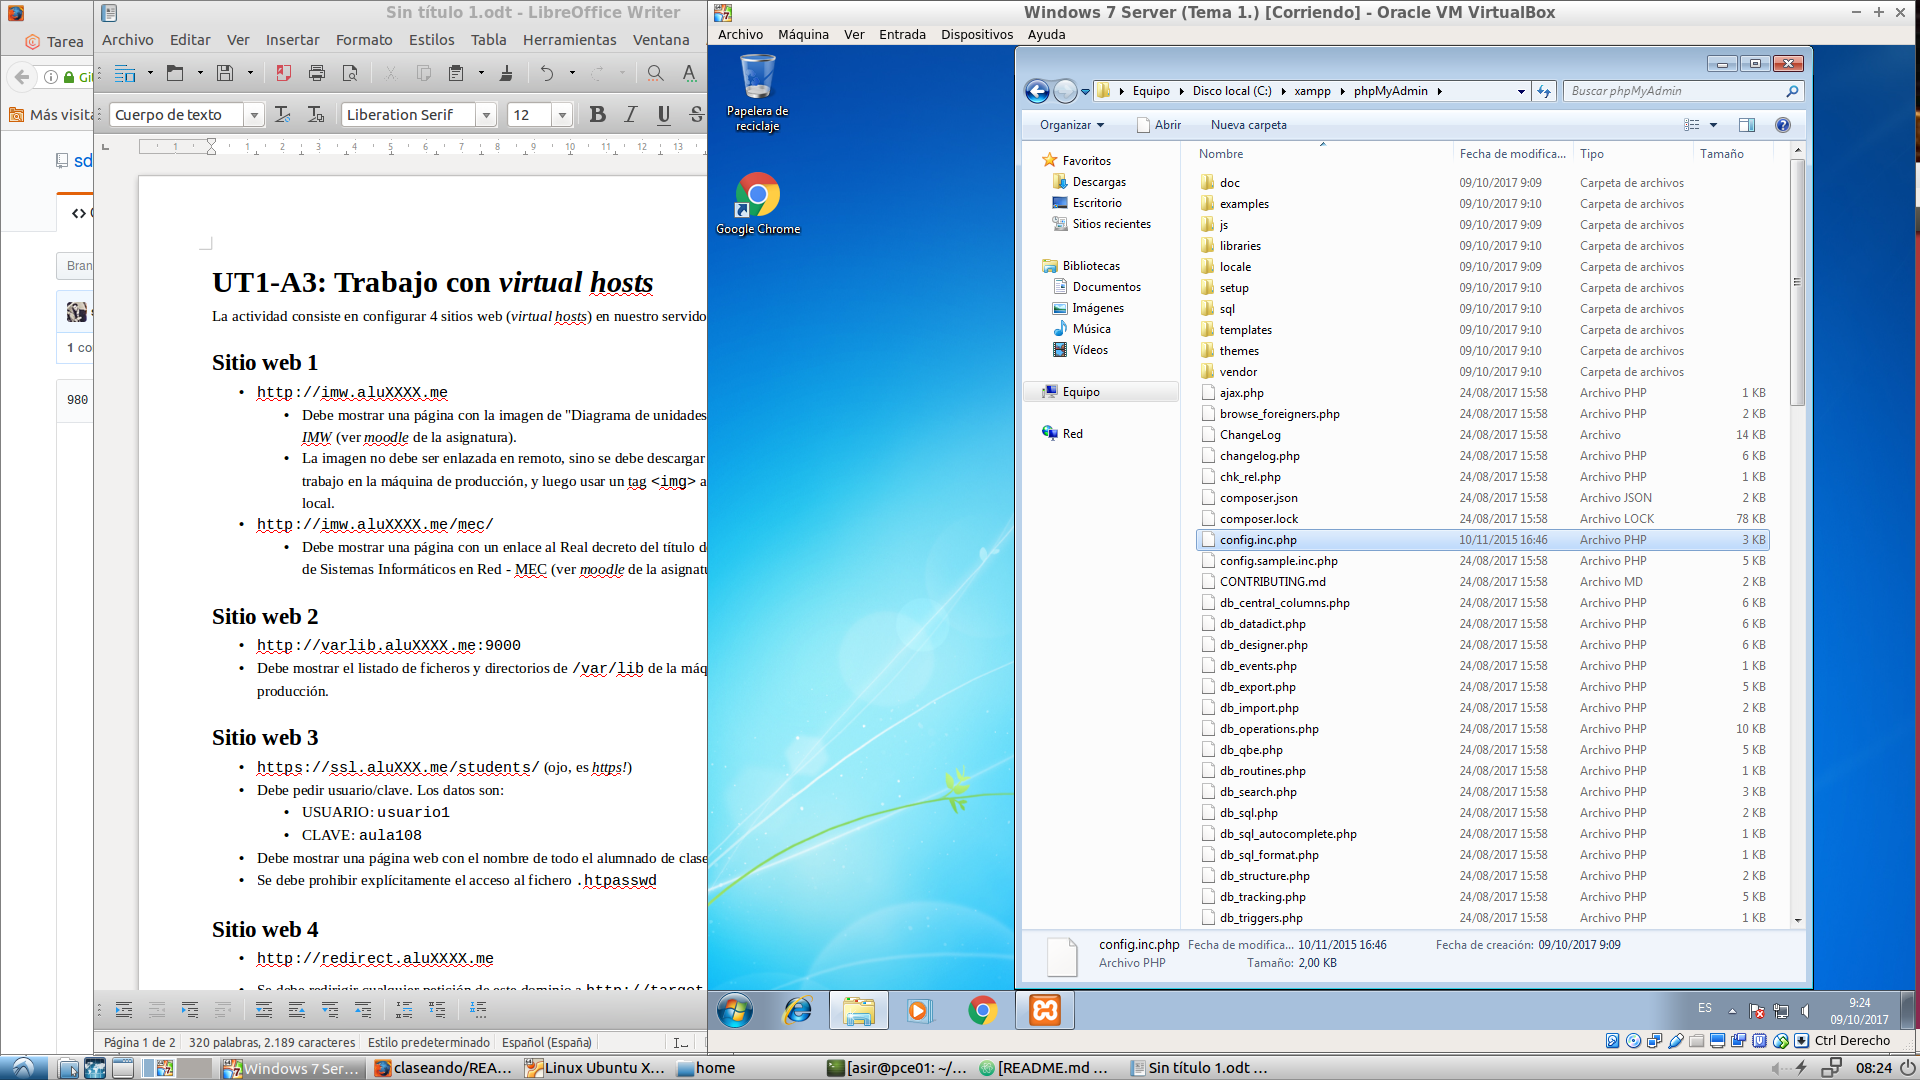 Sin título 1.odt - LibreOffice Writer
Windows 7 Server (Tema 1.) [Corriendo] - Oracle VM VirtualBox
Tarea
Archivo Editar Ver Insertar Formato Estilos Tabla Herramientas Ventana
Archivo Máquina Ver Entrada Dispositivos Ayuda
Más visita
Cuerpo de texto
Liberation Serif
12
1 1 2 3 4 5 6 7 8 9 10 11 12 13
sd
Bran
1 co
980
UT1-A3: Trabajo con virtual hosts
La actividad consiste en configurar 4 sitios web (virtual hosts) en nuestro servido
Sitio web 1
• http://imw.aluXXXX.me
• Debe mostrar una página con la imagen de "Diagrama de unidades
IMW (ver moodle de la asignatura).
• La imagen no debe ser enlazada en remoto, sino se debe descargar
trabajo en la máquina de producción, y luego usar un tag <img> a
local.
• http://imw.aluXXXX.me/mec/
• Debe mostrar una página con un enlace al Real decreto del título d
de Sistemas Informáticos en Red - MEC (ver moodle de la asignatu
Sitio web 2
• http://varlib.aluXXXX.me:9000
• Debe mostrar el listado de ficheros y directorios de /var/lib de la máq
producción.
Sitio web 3
• https://ssl.aluXXX.me/students/ (ojo, es https!)
• Debe pedir usuario/clave. Los datos son:
• USUARIO: usuario1
• CLAVE: aula108
• Debe mostrar una página web con el nombre de todo el alumnado de clase
• Se debe prohibir explícitamente el acceso al fichero .htpasswd
Sitio web 4
• http://redirect.aluXXXX.me
• Se debe redirigir cualquier petición de este dominio a http://target
Página 1 de 2 320 palabras, 2.189 caracteres Estilo predeterminado Español (España)
Papelera de
reciclaje
Google Chrome
Equipo Disco local (C:) xampp phpMyAdmin
Buscar phpMyAdmin
Organizar Abrir Nueva carpeta
Favoritos
Descargas
Escritorio
Sitios recientes
Bibliotecas
Documentos
Imágenes
Música
Vídeos
Equipo
Red
Nombre Fecha de modifica... Tipo Tamaño
doc 09/10/2017 9:09 Carpeta de archivos
examples 09/10/2017 9:10 Carpeta de archivos
js 09/10/2017 9:09 Carpeta de archivos
libraries 09/10/2017 9:10 Carpeta de archivos
locale 09/10/2017 9:09 Carpeta de archivos
setup 09/10/2017 9:10 Carpeta de archivos
sql 09/10/2017 9:10 Carpeta de archivos
templates 09/10/2017 9:10 Carpeta de archivos
themes 09/10/2017 9:10 Carpeta de archivos
vendor 09/10/2017 9:10 Carpeta de archivos
ajax.php 24/08/2017 15:58 Archivo PHP 1 KB
browse_foreigners.php 24/08/2017 15:58 Archivo PHP 2 KB
ChangeLog 24/08/2017 15:58 Archivo 14 KB
changelog.php 24/08/2017 15:58 Archivo PHP 6 KB
chk_rel.php 24/08/2017 15:58 Archivo PHP 1 KB
composer.json 24/08/2017 15:58 Archivo JSON 2 KB
composer.lock 24/08/2017 15:58 Archivo LOCK 78 KB
config.inc.php 10/11/2015 16:46 Archivo PHP 3 KB
config.sample.inc.php 24/08/2017 15:58 Archivo PHP 5 KB
CONTRIBUTING.md 24/08/2017 15:58 Archivo MD 2 KB
db_central_columns.php 24/08/2017 15:58 Archivo PHP 6 KB
db_datadict.php 24/08/2017 15:58 Archivo PHP 6 KB
db_designer.php 24/08/2017 15:58 Archivo PHP 6 KB
db_events.php 24/08/2017 15:58 Archivo PHP 1 KB
db_export.php 24/08/2017 15:58 Archivo PHP 5 KB
db_import.php 24/08/2017 15:58 Archivo PHP 2 KB
db_operations.php 24/08/2017 15:58 Archivo PHP 10 KB
db_qbe.php 24/08/2017 15:58 Archivo PHP 5 KB
db_routines.php 24/08/2017 15:58 Archivo PHP 1 KB
db_search.php 24/08/2017 15:58 Archivo PHP 3 KB
db_sql.php 24/08/2017 15:58 Archivo PHP 2 KB
db_sql_autocomplete.php 24/08/2017 15:58 Archivo PHP 1 KB
db_sql_format.php 24/08/2017 15:58 Archivo PHP 1 KB
db_structure.php 24/08/2017 15:58 Archivo PHP 2 KB
db_tracking.php 24/08/2017 15:58 Archivo PHP 5 KB
db_triggers.php 24/08/2017 15:58 Archivo PHP 1 KB
config.inc.php Fecha de modifica... 10/11/2015 16:46 Fecha de creación: 09/10/2017 9:09
Archivo PHP Tamaño: 2,00 KB
ES 9:24
09/10/2017
Ctrl Derecho
Windows 7 Ser... claseando/REA... Linux Ubuntu X... home [asir@pce01: ~/... [README.md ... Sin título 1.odt ... 08:24